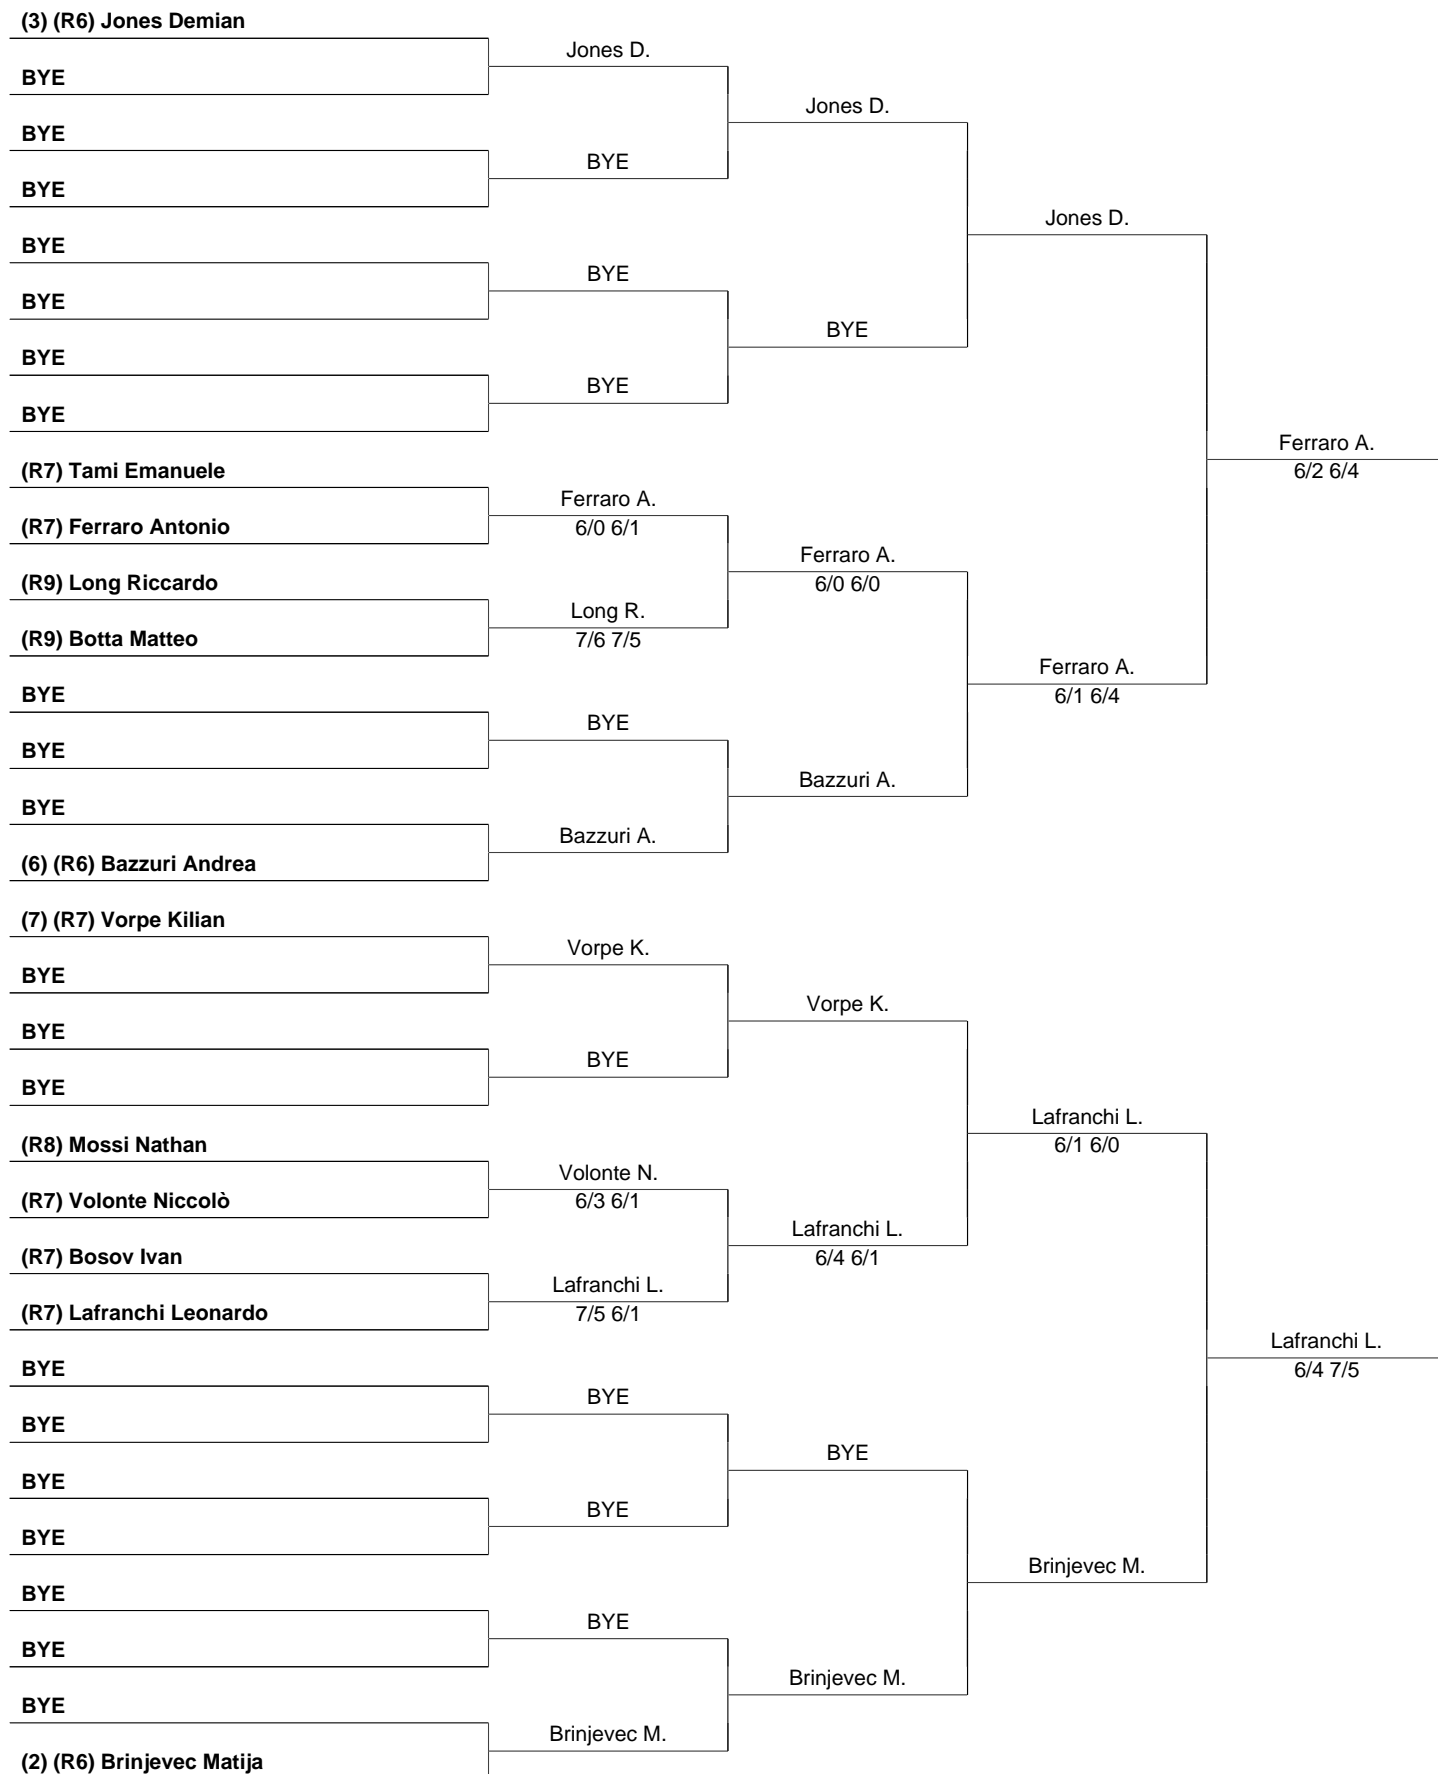 (3) (R6) Jones Demian
Jones D.
BYE
Jones D.
BYE
BYE
BYE
Jones D.
BYE
BYE
BYE
BYE
BYE
BYE
BYE
Ferraro A.
6/2 6/4
(R7) Tami Emanuele
Ferraro A.
6/0 6/1
(R7) Ferraro Antonio
Ferraro A.
6/0 6/0
(R9) Long Riccardo
Long R.
7/6 7/5
(R9) Botta Matteo
Ferraro A.
6/1 6/4
BYE
BYE
BYE
Bazzuri A.
BYE
Bazzuri A.
(6) (R6) Bazzuri Andrea
(7) (R7) Vorpe Kilian
Vorpe K.
BYE
Vorpe K.
BYE
BYE
BYE
Lafranchi L.
6/1 6/0
(R8) Mossi Nathan
Volonte N.
6/3 6/1
(R7) Volonte Niccolò
Lafranchi L.
6/4 6/1
(R7) Bosov Ivan
Lafranchi L.
7/5 6/1
(R7) Lafranchi Leonardo
Lafranchi L.
6/4 7/5
BYE
BYE
BYE
BYE
BYE
BYE
BYE
Brinjevec M.
BYE
BYE
BYE
Brinjevec M.
BYE
Brinjevec M.
(2) (R6) Brinjevec Matija